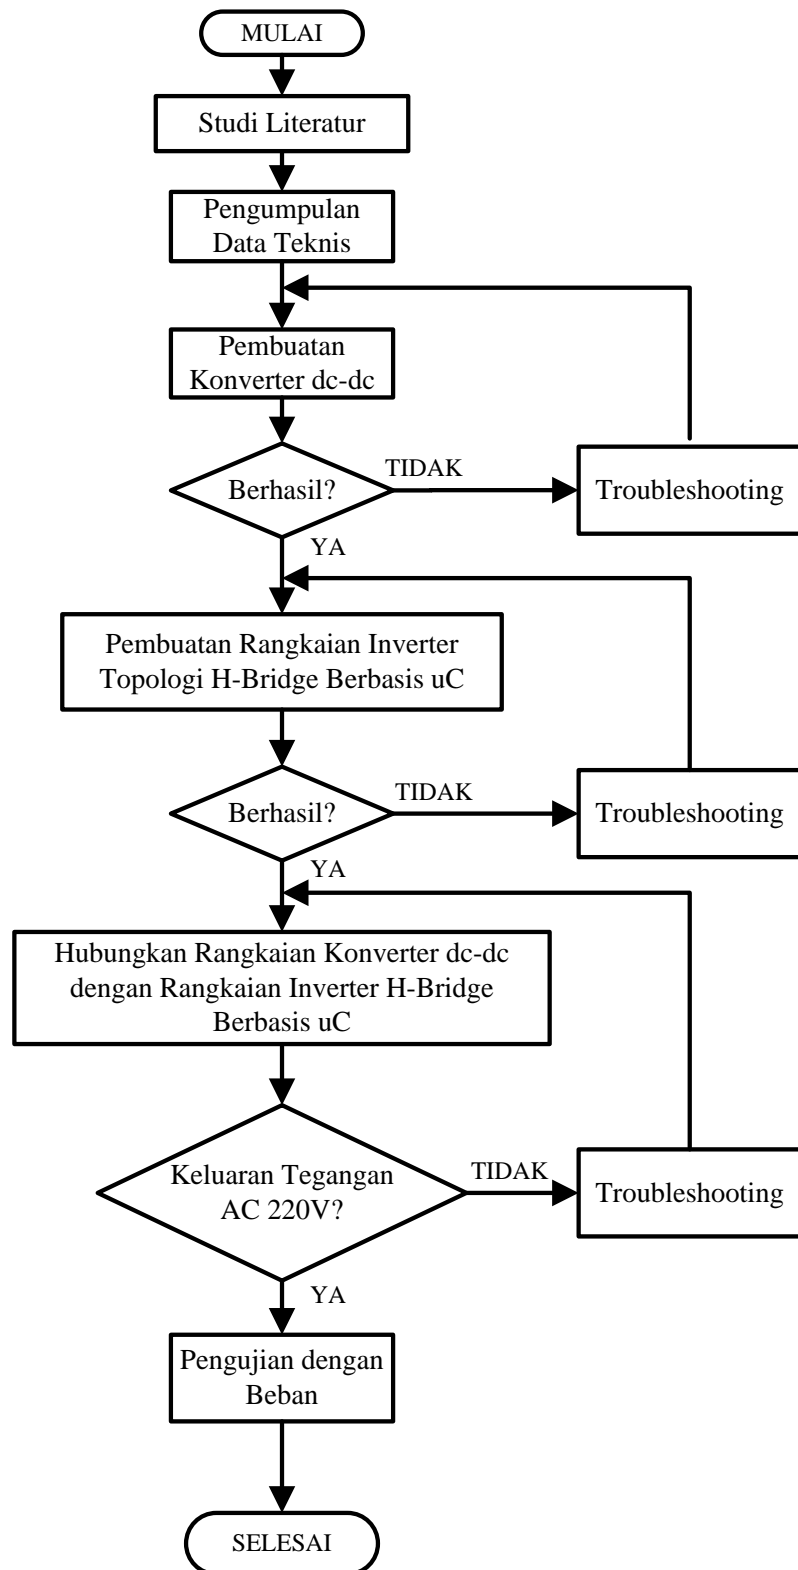 MULAI
Studi Literatur
Pengumpulan
Data Teknis
Pembuatan
Konverter dc-dc
Berhasil?
TIDAK
Troubleshooting
YA
Pembuatan Rangkaian Inverter
Topologi H-Bridge Berbasis uC
Berhasil?
TIDAK
Troubleshooting
YA
Hubungkan Rangkaian Konverter dc-dc
dengan Rangkaian Inverter H-Bridge
Berbasis uC
Keluaran Tegangan
AC 220V?
TIDAK
Troubleshooting
YA
Pengujian dengan
Beban
SELESAI